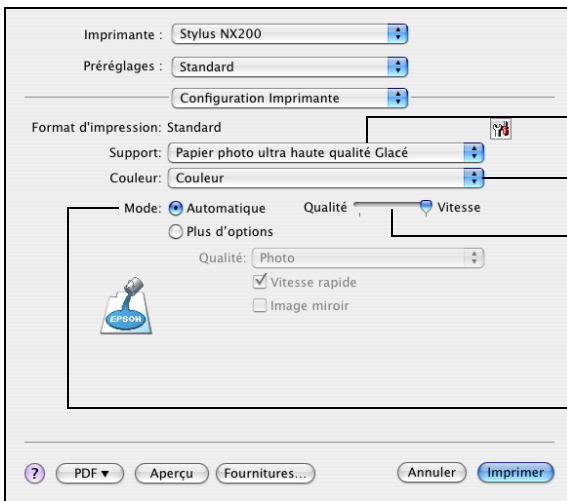 Imprimante : Stylus NX200
Préréglages : Standard
Configuration Imprimante
Format d'impression: Standard
Support: Papier photo ultra haute qualité Glacé
Couleur: Couleur
Mode: Automatique Qualité Vitesse
Plus d'options
Qualité: Photo
Vitesse rapide
Image miroir
EPSON
? PDF▼ Aperçu Fournitures... Annuler Imprimer